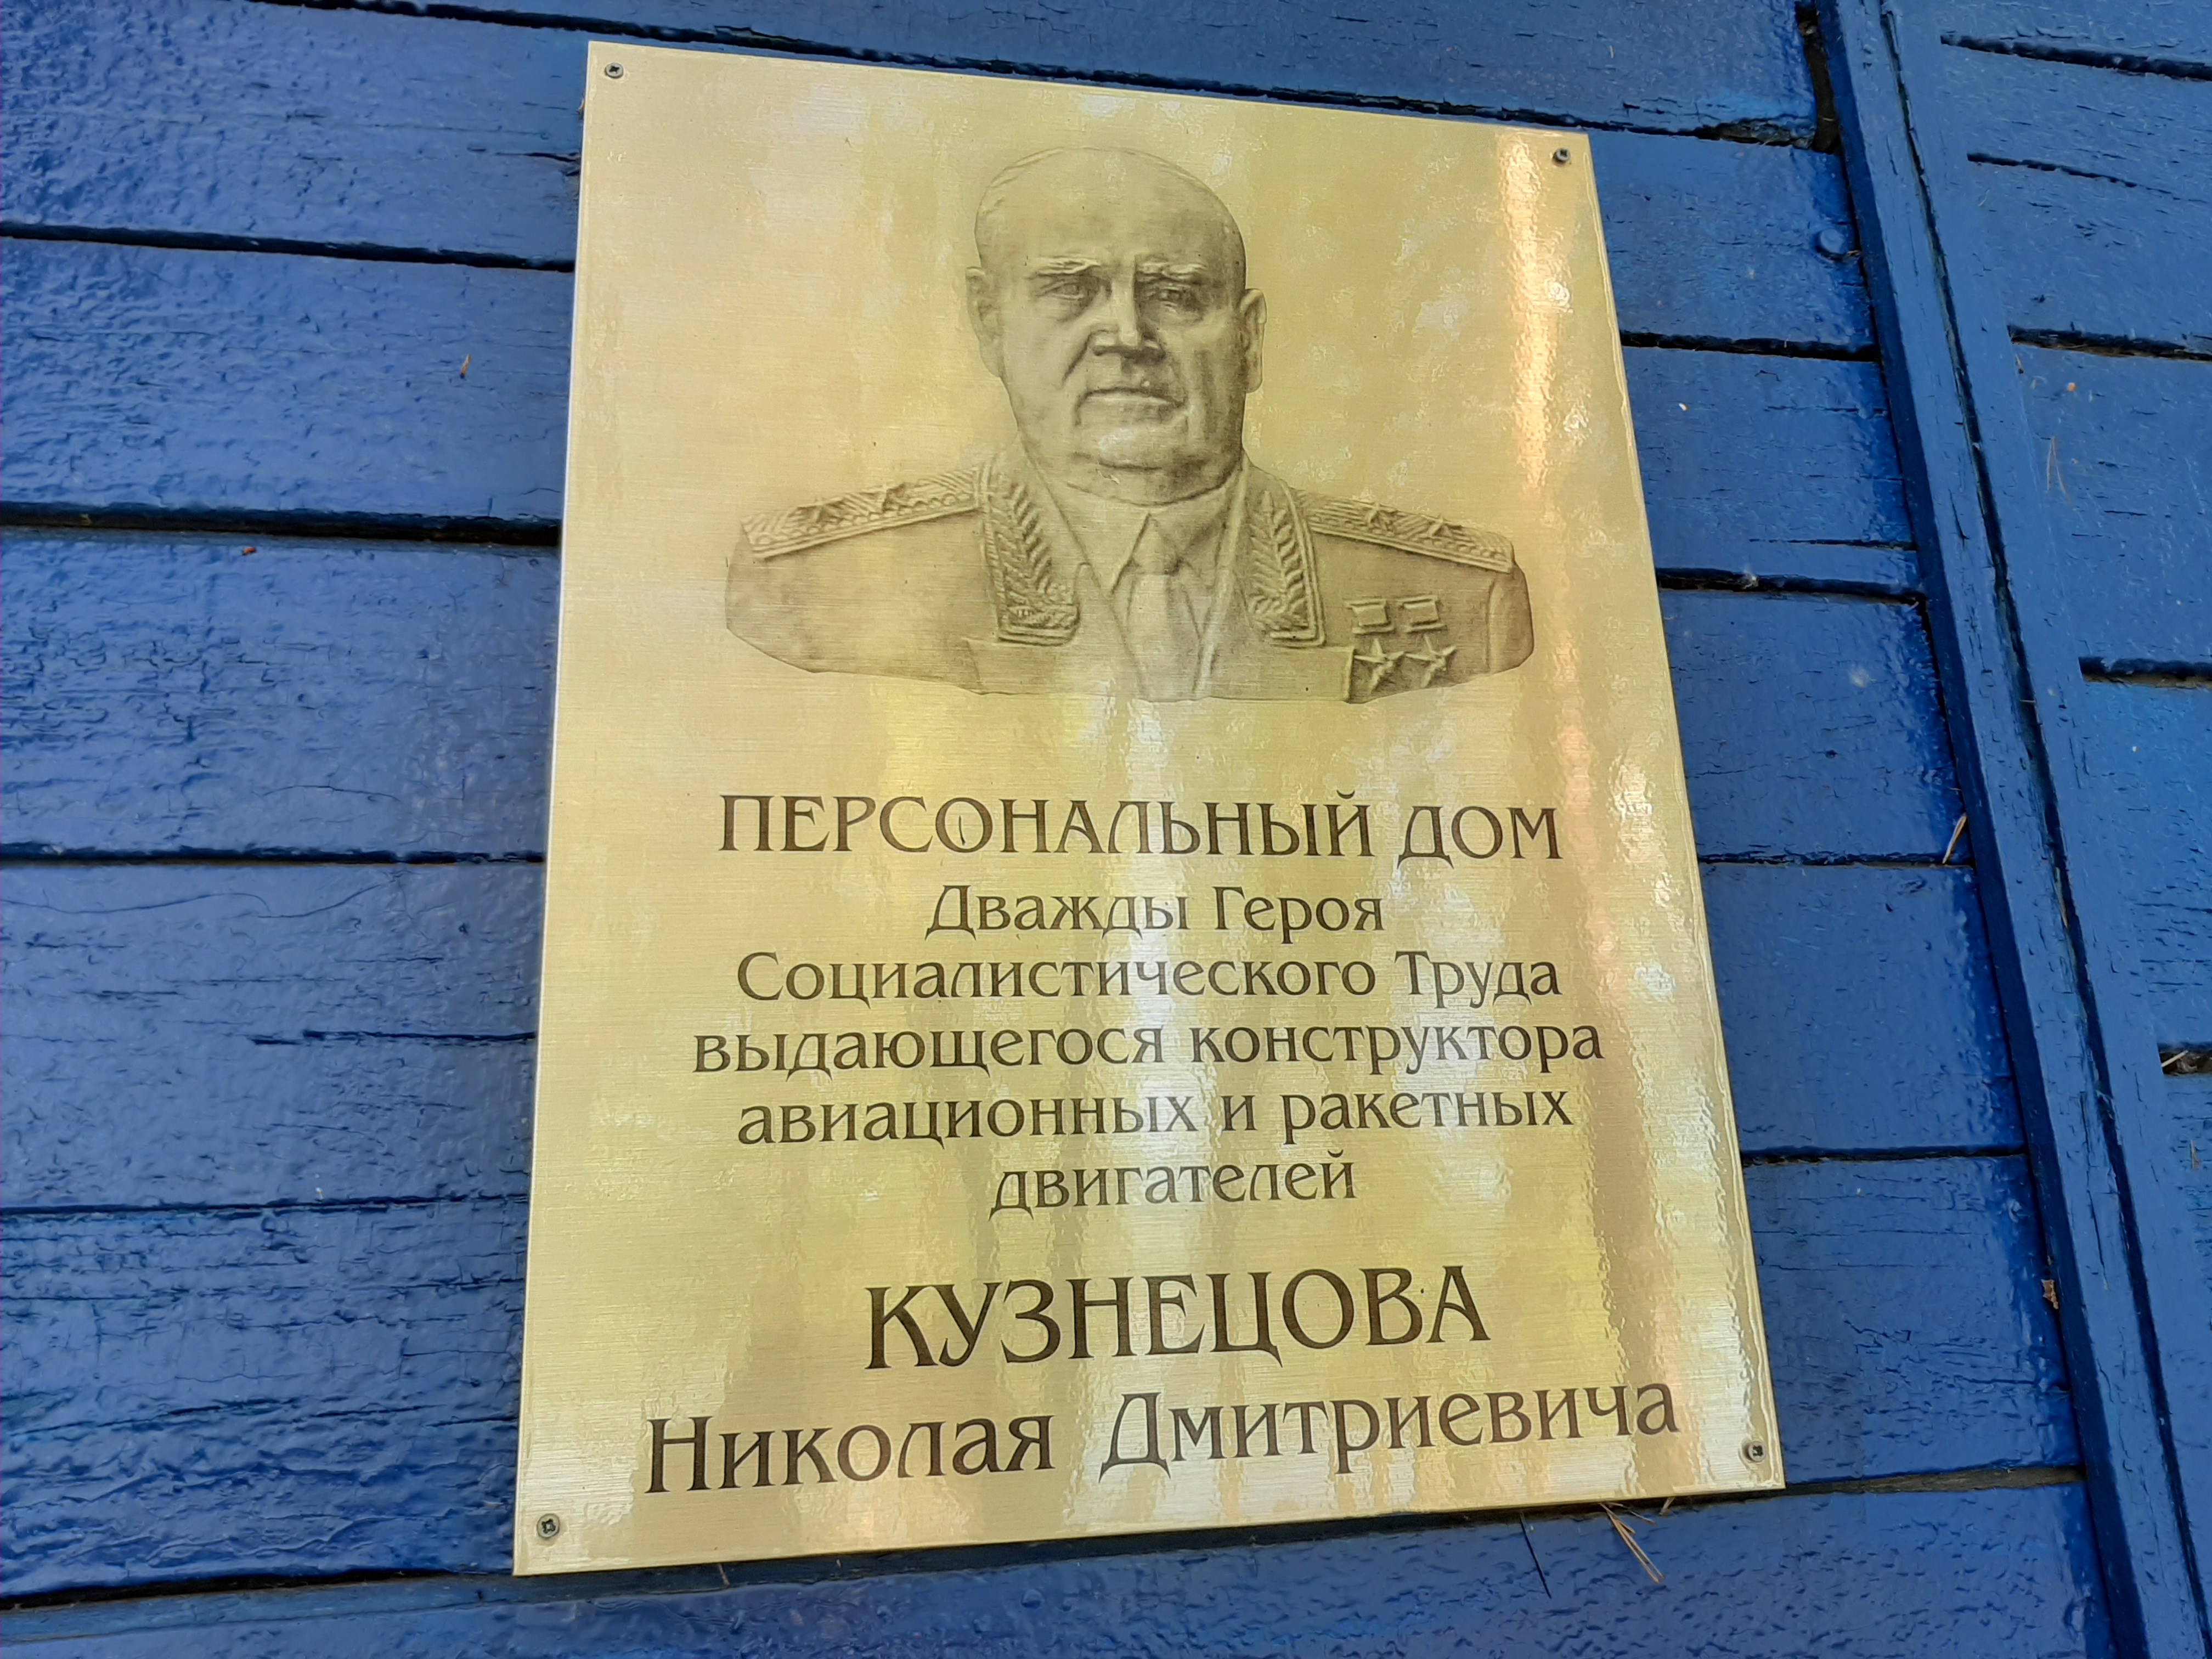 ПЕРСОНАЛЬНЫЙ ДОМ
Дважды Героя
Социалистического Труда
выдающегося конструктора
авиационных и ракетных
двигателей
КУЗНЕЦОВА
Николая Дмитриевича